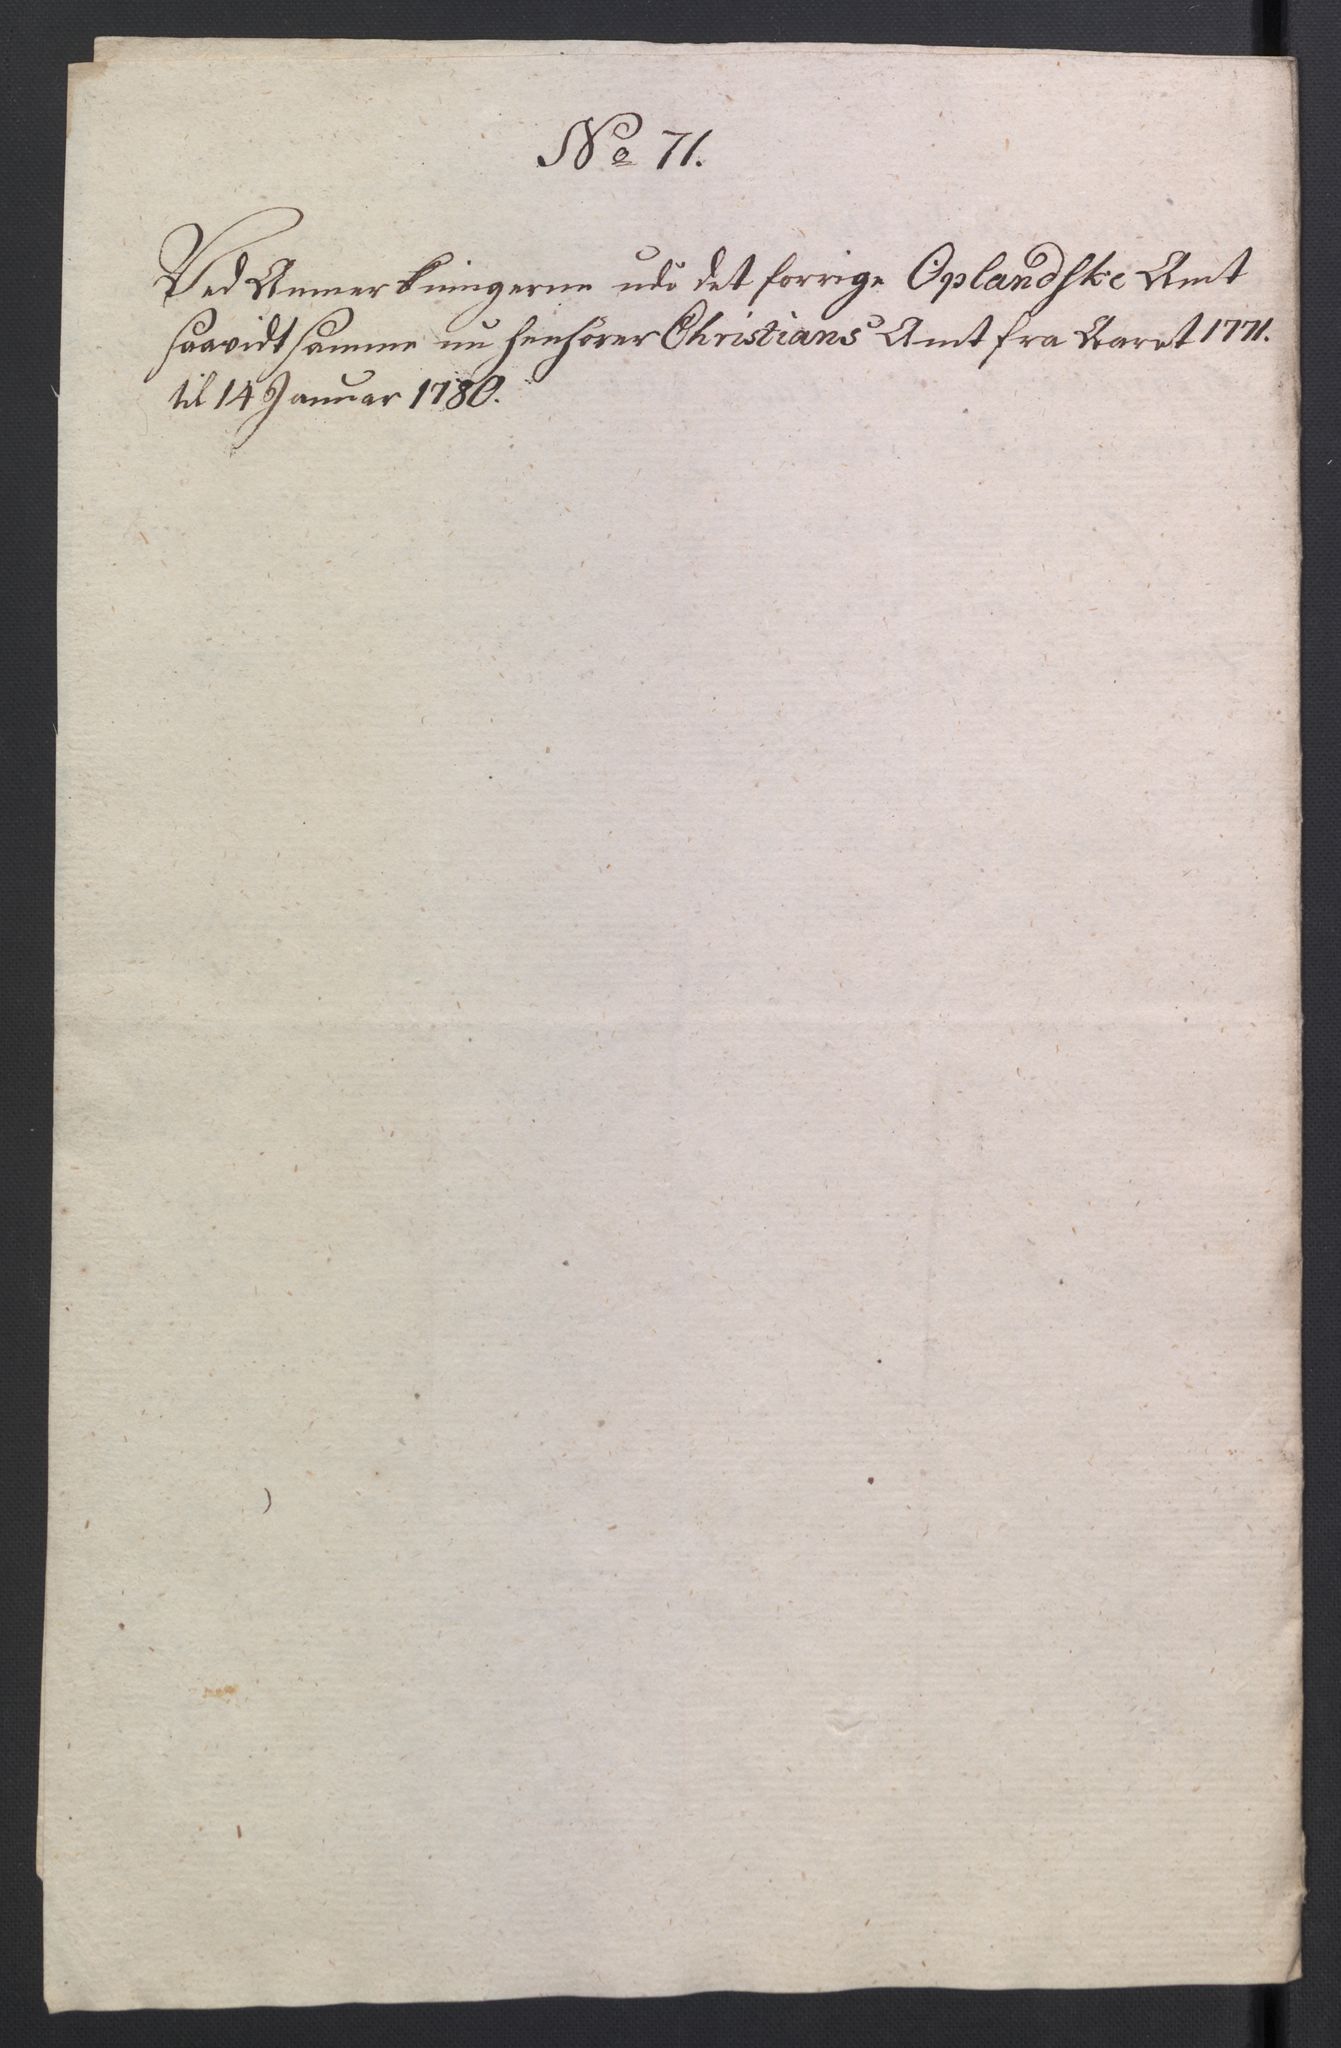 No 71.
Ved Anmerkningerne udi det forrige Oplandske Amt
saavidt samme nu henhører Christians Amt fra Aaret 1771.
til 14 Januar 1780.